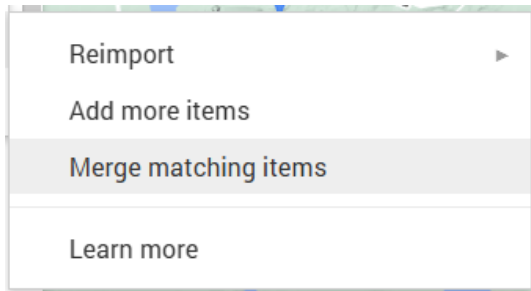 Reimport
Add more items
Merge matching items
Learn more